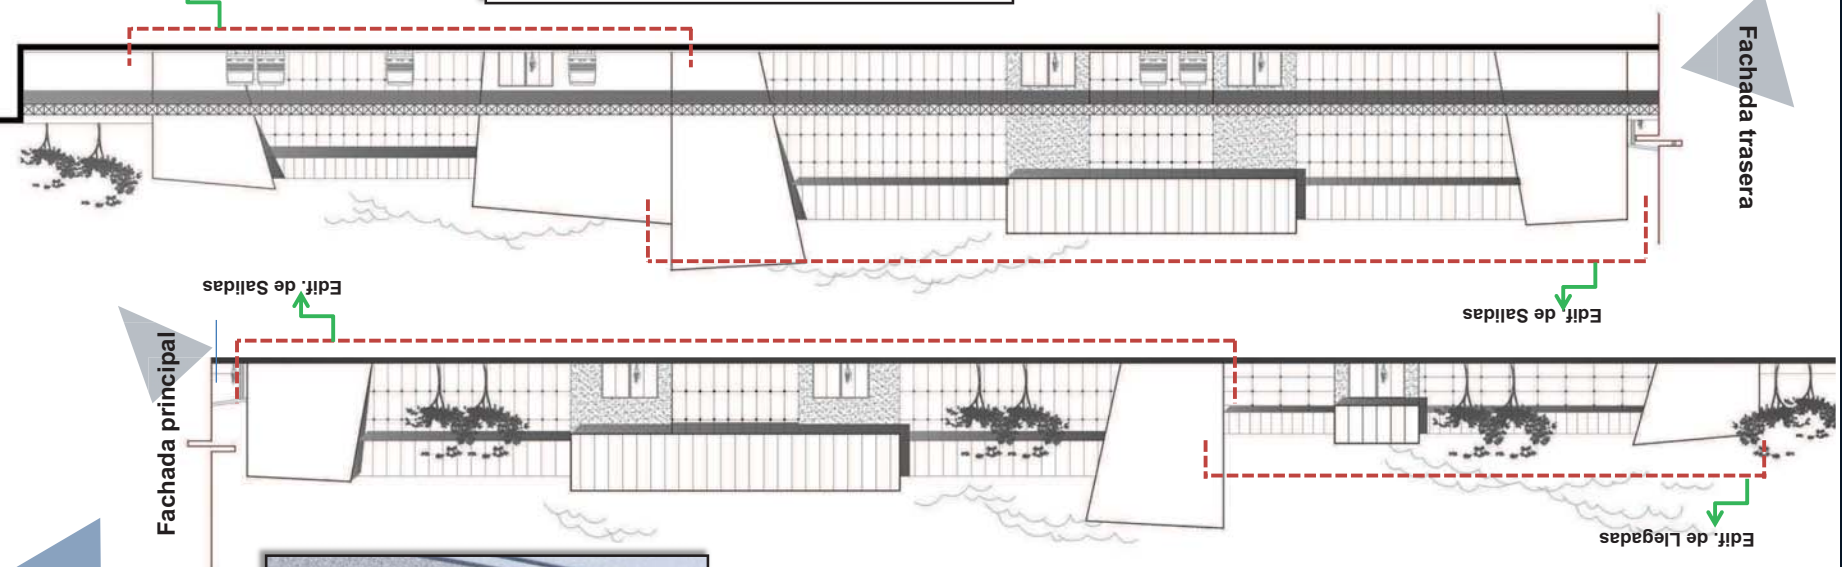 Fachada trasera
Edif. de Salidas
Edif. de Salidas
Fachada principal
Edif. de Llegadas